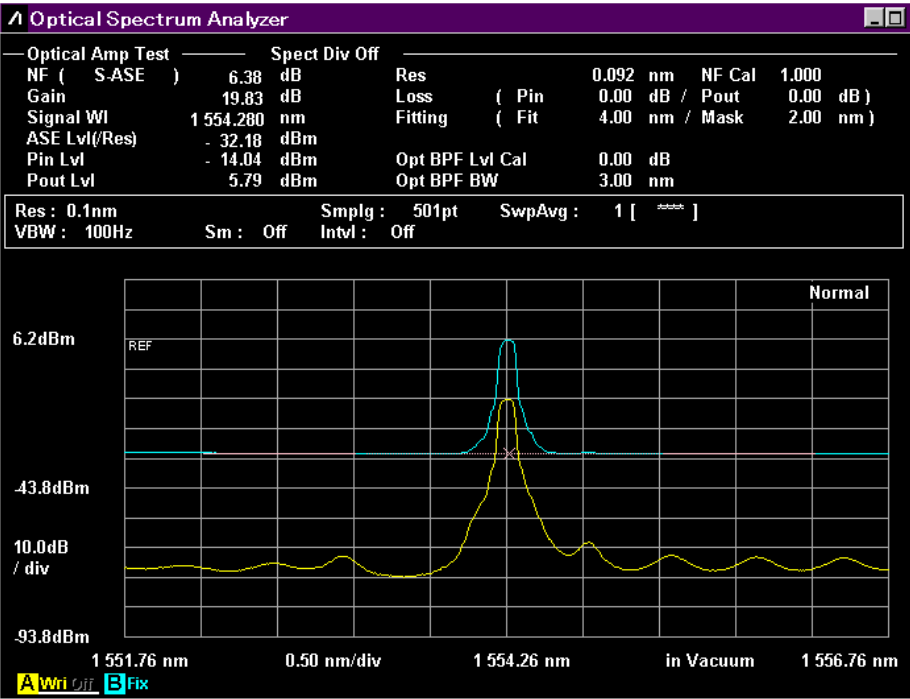 Optical Spectrum Analyzer
Optical Amp Test Spect Div Off
NF ( S-ASE ) 6.38 dB Res 0.092 nm NF Cal 1.000
Gain 19.83 dB Loss ( Pin 0.00 dB / Pout 0.00 dB )
Signal Wl 1 554.280 nm Fitting ( Fit 4.00 nm / Mask 2.00 nm )
ASE Lvl(/Res) - 32.18 dBm
Pin Lvl - 14.04 dBm Opt BPF Lvl Cal 0.00 dB
Pout Lvl 5.79 dBm Opt BPF BW 3.00 nm
Res : 0.1nm Smplg : 501pt SwpAvg : 1 [ **** ]
VBW : 100Hz Sm : Off Intvl : Off
Normal
6.2dBm
REF
-43.8dBm
10.0dB
/ div
-93.8dBm
1 551.76 nm 0.50 nm/div 1 554.26 nm in Vacuum 1 556.76 nm
A Wri Off B Fix